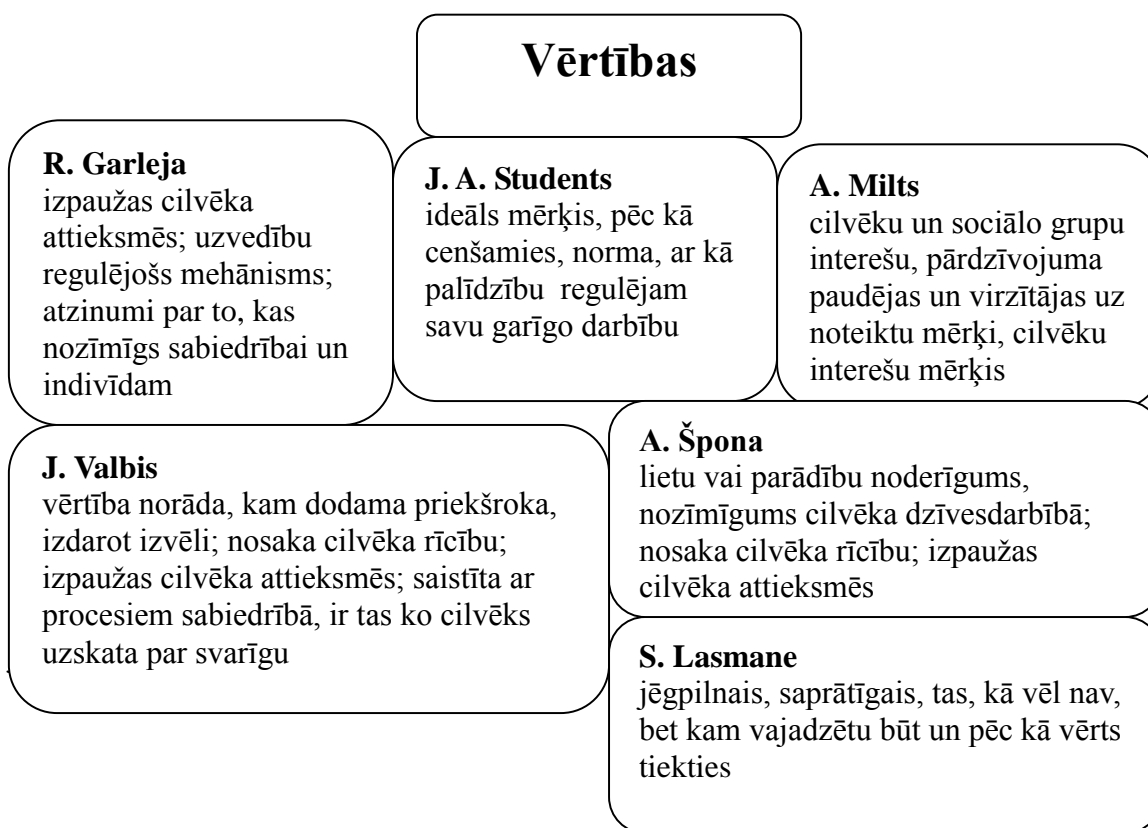 Vērtības
R. Garleja
izpaužas cilvēka
attieksmēs; uzvedību
regulējošs mehānisms;
atzinumi par to, kas
nozīmīgs sabiedrībai un
indivīdam
J. A. Students
ideāls mērķis, pēc kā
cenšamies, norma, ar kā
palīdzību regulējam
savu garīgo darbību
A. Milts
cilvēku un sociālo grupu
interešu, pārdzīvojuma
paudējas un virzītājas uz
noteiktu mērķi, cilvēku
interešu mērķis
J. Valbis
vērtība norāda, kam dodama priekšroka,
izdarot izvēli; nosaka cilvēka rīcību;
izpaužas cilvēka attieksmēs; saistīta ar
procesiem sabiedrībā, ir tas ko cilvēks
uzskata par svarīgu
A. Špona
lietu vai parādību noderīgums,
nozīmīgums cilvēka dzīvesdarbībā;
nosaka cilvēka rīcību; izpaužas
cilvēka attieksmēs
S. Lasmane
jēgpilnais, saprātīgais, tas, kā vēl nav,
bet kam vajadzētu būt un pēc kā vērts
tiekties